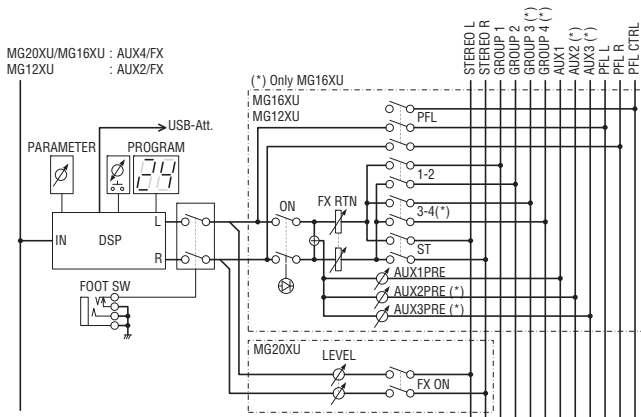 MG20XU/MG16XU : AUX4/FX
MG12XU : AUX2/FX
STEREO L
STEREO R
GROUP 1
GROUP 2
GROUP 3 (*)
GROUP 4 (*)
AUX1
AUX2 (*)
AUX3 (*)
PFL L
PFL R
PFL CTRL
(*) Only MG16XU
MG16XU
MG12XU
PFL
USB-Att.
PARAMETER
PROGRAM
24
1-2
ON
FX RTN
3-4(*)
L
IN
DSP
R
ST
FOOT SW
AUX1PRE
AUX2PRE (*)
AUX3PRE (*)
MG20XU
LEVEL
FX ON